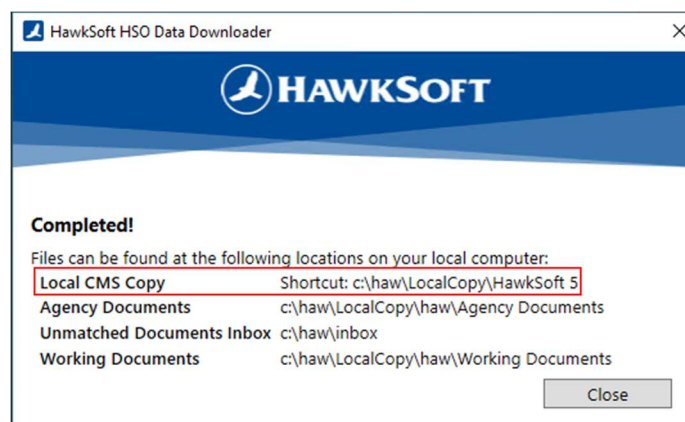 HawkSoft HSO Data Downloader
HAWKSOFT
Completed!
Files can be found at the following locations on your local computer:
Local CMS Copy Shortcut: c:\haw\LocalCopy\HawkSoft 5
Agency Documents c:\haw\LocalCopy\haw\Agency Documents
Unmatched Documents Inbox c:\haw\inbox
Working Documents c:\haw\LocalCopy\haw\Working Documents
Close